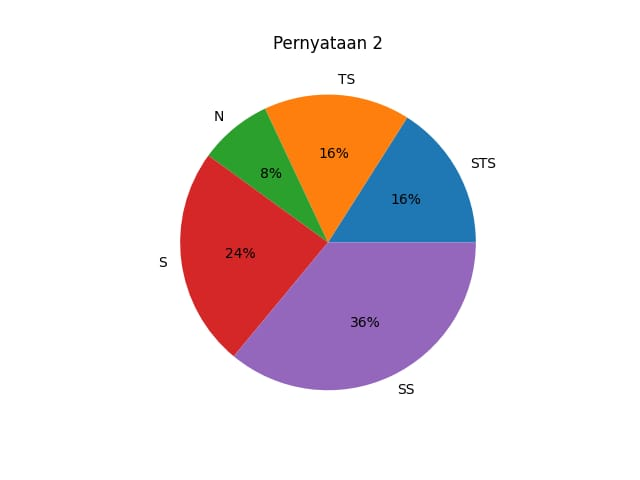 Pernyataan 2
TS
N
STS
16%
8%
16%
24%
S
36%
SS